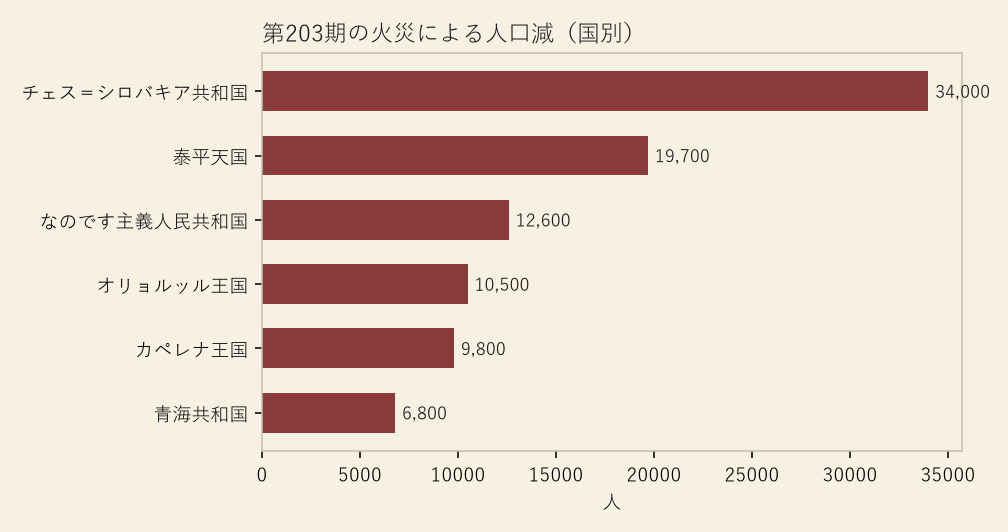 第203期の火災による人口減（国別）
チェス＝シロバキア共和国
34,000
泰平天国
19,700
なのです主義人民共和国
12,600
オリョルッル王国
10,500
カペレナ王国
9,800
青海共和国
6,800
0 5000 10000 15000 20000 25000 30000 35000
人